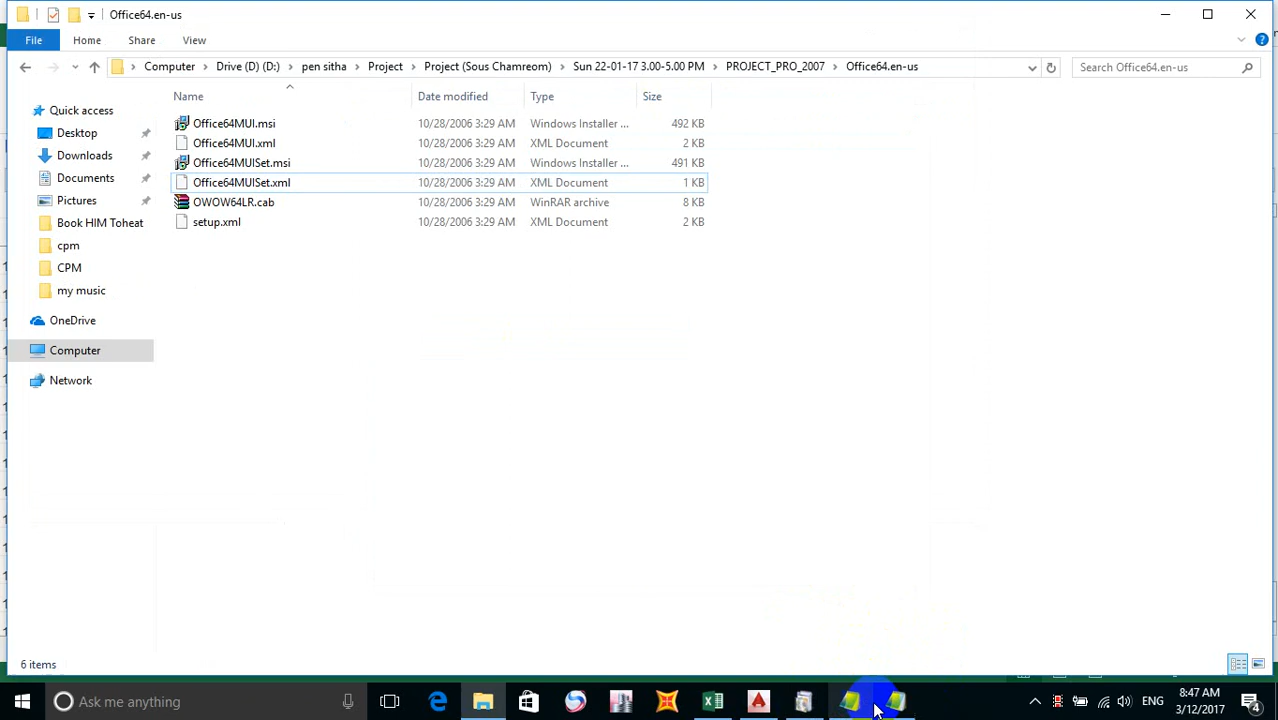 Office64.en-us
File Home Share View
Computer Drive (D) (D:) pen sitha Project Project (Sous Chamreom) Sun 22-01-17 3.00-5.00 PM PROJECT_PRO_2007 Office64.en-us Search Office64.en-us
Name Date modified Type Size
Quick access
Desktop
Downloads
Documents
Pictures
Book HIM Toheat
cpm
CPM
my music
OneDrive
Computer
Network
Office64MUI.msi 10/28/2006 3:29 AM Windows Installer ... 492 KB
Office64MUI.xml 10/28/2006 3:29 AM XML Document 2 KB
Office64MUISet.msi 10/28/2006 3:29 AM Windows Installer ... 491 KB
Office64MUISet.xml 10/28/2006 3:29 AM XML Document 1 KB
OWOW64LR.cab 10/28/2006 3:29 AM WinRAR archive 8 KB
setup.xml 10/28/2006 3:29 AM XML Document 2 KB
6 items
Ask me anything
ENG
8:47 AM
3/12/2017
4